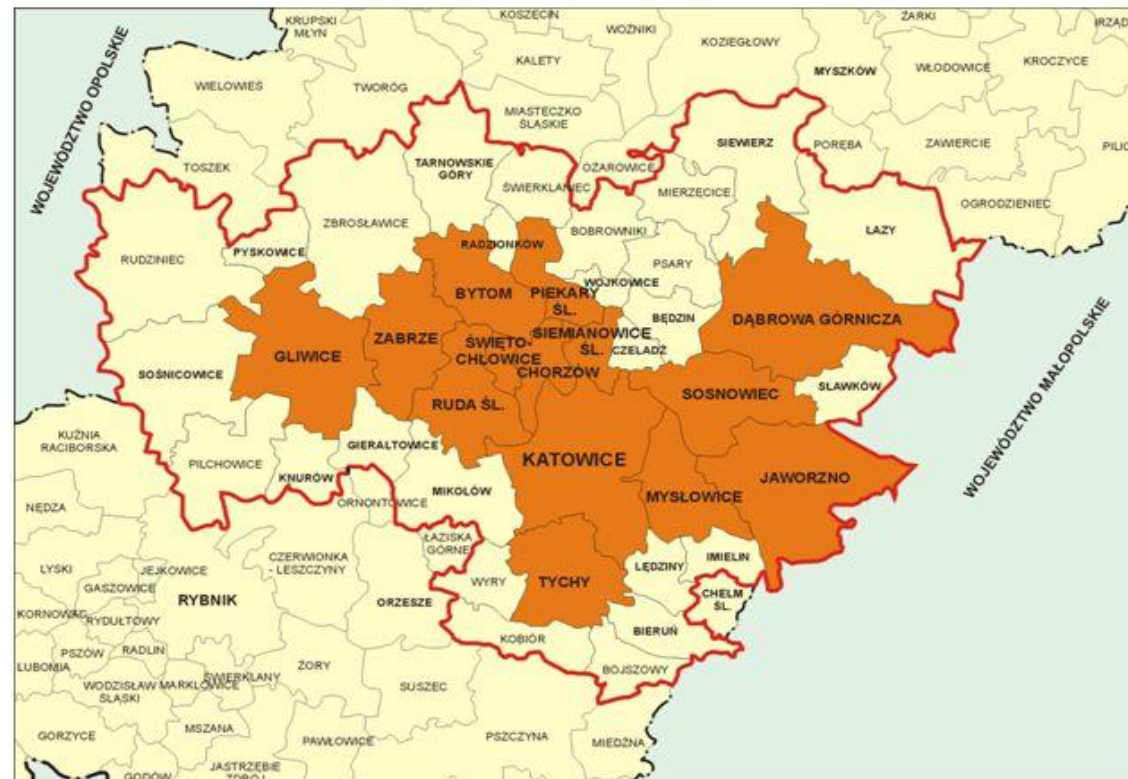 KOSZĘCIN
ŻARKI
KRUPSKI
MŁYN
WOŹNIKI
KOZIEGŁOWY
KALETY
WŁODOWICE
KROCZYCE
MYSZKÓW
WIELOWIEŚ
TWORÓG
WOJEWÓDZTWO OPOLSKIE
MIASTECZKO
ŚLĄSKIE
SIEWIERZ
PORĘBA
ZAWIERCIE
TOSZEK
TARNOWSKIE
GÓRY
OŻAROWICE
ŚWIERKLANIEC
MIERZĘCICE
OGRODZIENIEC
ZBROSŁAWICE
BOBROWNIKI
ŁAZY
RADZIONKÓW
PYSKOWICE
RUDZINIEC
PSARY
WOJKOWICE
BYTOM
PIEKARY
ŚL.
BĘDZIN
DĄBROWA GÓRNICZA
ZABRZE
SIEMIANOWICE
ŚL.
ŚWIĘTO-
CHŁOWICE
CZELADŹ
GLIWICE
CHORZÓW
SOŚNICOWICE
SOSNOWIEC
SŁAWKÓW
RUDA ŚL.
WOJEWÓDZTWO MAŁOPOLSKIE
KUŹNIA
RACIBORSKA
GIERAŁTOWICE
PILCHOWICE
KATOWICE
KNURÓW
MIKOŁÓW
JAWORZNO
MYSŁOWICE
ORNONTOWICE
NĘDZA
ŁAZISKA
GÓRNE
CZERWIONKA
- LESZCZYNY
IMIELIN
LĘDZINY
LYSKI
JEJKOWICE
WYRY
TYCHY
GASZOWICE
RYBNIK
ORZESZE
CHEŁM
ŚL.
KORNOWAC
RYDUŁTOWY
BIERUŃ
KOBIÓR
PSZÓW
RADLIN
LUBOMIA
ŻORY
BOJSZOWY
ŚWIERKLANY
WODZISŁAW
ŚLĄSKI
MARKLOWICE
SUSZEC
MSZANA
GORZYCE
PAWŁOWICE
PSZCZYNA
MIEDŹNA
JASTRZĘBIE
GODÓW